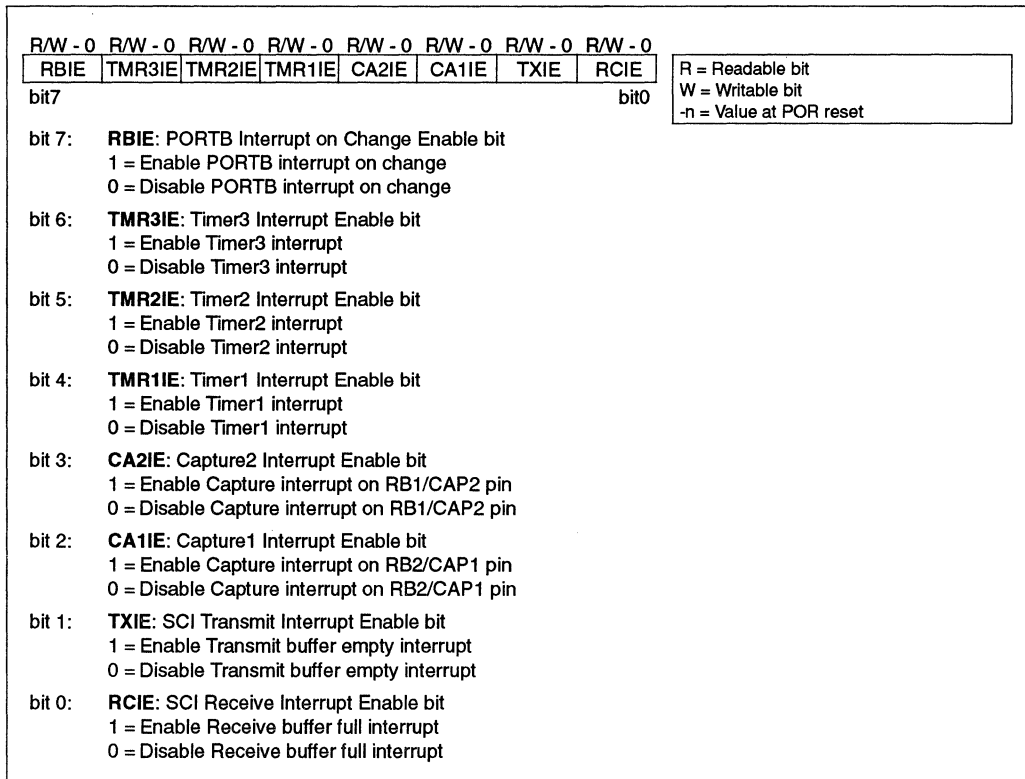 R/W - 0 R/W - 0 R/W - 0 R/W - 0 R/W - 0 R/W - 0 R/W - 0 R/W - 0
RBIE TMR3IE TMR2IE TMR1IE CA2IE CA1IE TXIE RCIE
bit7 bit0
R = Readable bit
W = Writable bit
-n = Value at POR reset
bit 7: RBIE: PORTB Interrupt on Change Enable bit
1 = Enable PORTB interrupt on change
0 = Disable PORTB interrupt on change
bit 6: TMR3IE: Timer3 Interrupt Enable bit
1 = Enable Timer3 interrupt
0 = Disable Timer3 interrupt
bit 5: TMR2IE: Timer2 Interrupt Enable bit
1 = Enable Timer2 interrupt
0 = Disable Timer2 interrupt
bit 4: TMR1IE: Timer1 Interrupt Enable bit
1 = Enable Timer1 interrupt
0 = Disable Timer1 interrupt
bit 3: CA2IE: Capture2 Interrupt Enable bit
1 = Enable Capture interrupt on RB1/CAP2 pin
0 = Disable Capture interrupt on RB1/CAP2 pin
bit 2: CA1IE: Capture1 Interrupt Enable bit
1 = Enable Capture interrupt on RB2/CAP1 pin
0 = Disable Capture interrupt on RB2/CAP1 pin
bit 1: TXIE: SCI Transmit Interrupt Enable bit
1 = Enable Transmit buffer empty interrupt
0 = Disable Transmit buffer empty interrupt
bit 0: RCIE: SCI Receive Interrupt Enable bit
1 = Enable Receive buffer full interrupt
0 = Disable Receive buffer full interrupt